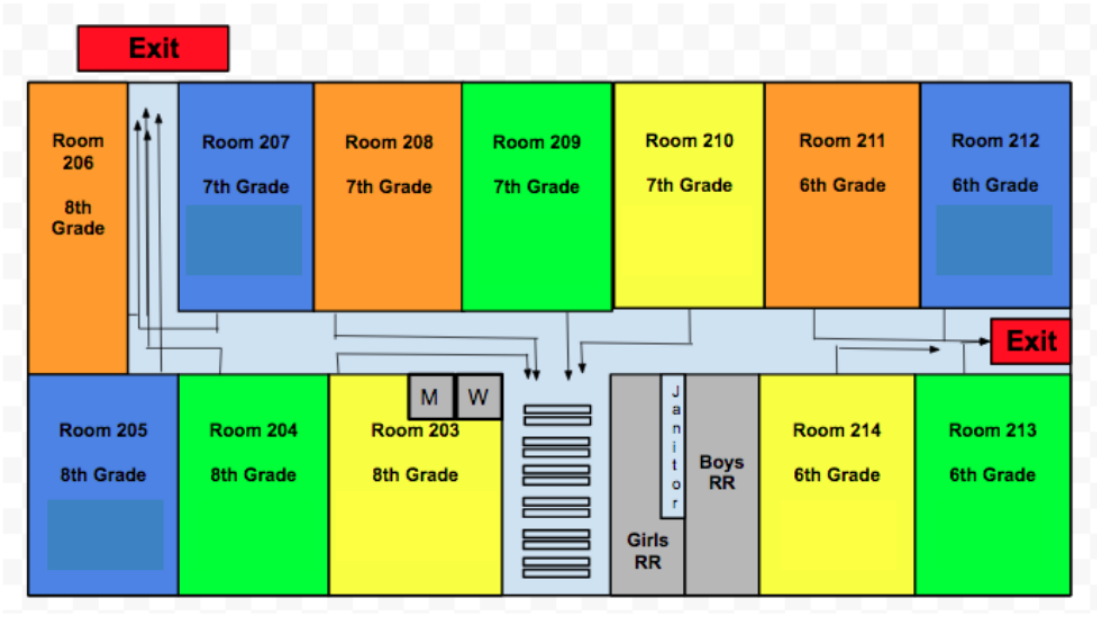 Exit
Room
206
8th
Grade
Room 207
7th Grade
Room 208
7th Grade
Room 209
7th Grade
Room 210
7th Grade
Room 211
6th Grade
Room 212
6th Grade
Exit
Room 205
8th Grade
Room 204
8th Grade
M
W
Room 203
8th Grade
Girls
RR
Janitor
Boys
RR
Room 214
6th Grade
Room 213
6th Grade